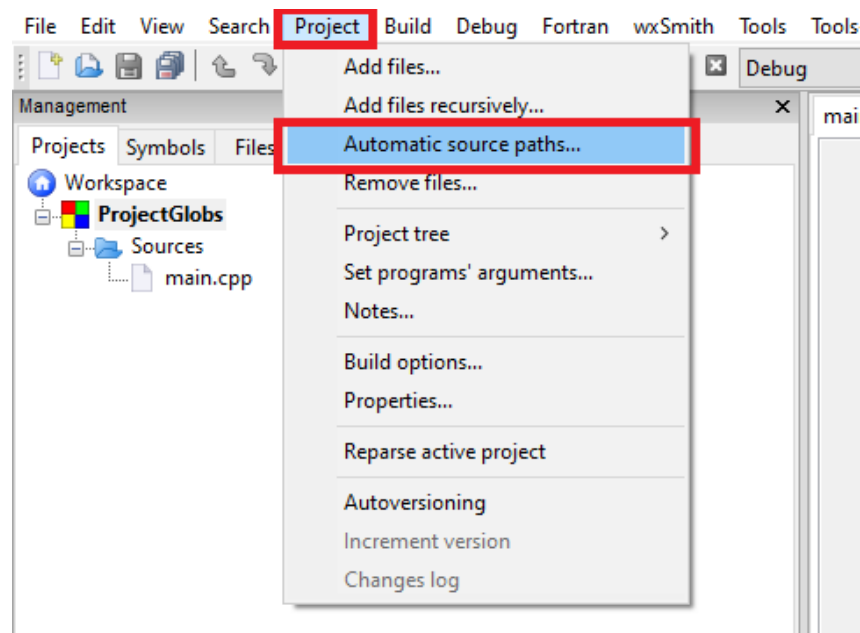 File Edit View Search Project Build Debug Fortran wxSmith Tools Tools
Debug
Management
Projects Symbols Files
Workspace
ProjectGlobs
Sources
main.cpp
Add files...
Add files recursively...
Automatic source paths...
Remove files...
Project tree
Set programs' arguments...
Notes...
Build options...
Properties...
Reparse active project
Autoversioning
Increment version
Changes log
mai